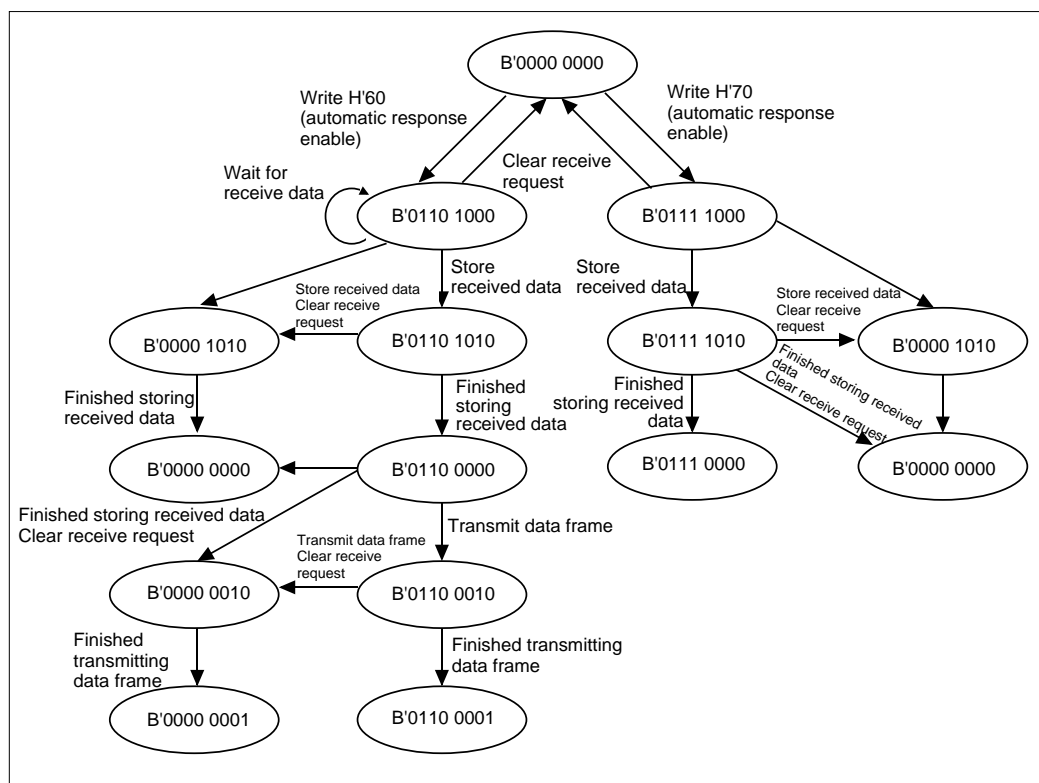 B'0000 0000
Write H'60
(automatic response
enable)
Write H'70
(automatic response
enable)
Clear receive
request
Wait for
receive data
B'0110 1000
B'0111 1000
Store
received data
Store
received data
Store received data
Clear receive
request
Store received data
Clear receive
request
B'0000 1010
B'0110 1010
B'0111 1010
B'0000 1010
Finished storing
received data
Finished
storing
received data
Finished
storing received
data
Finished storing received
data
Clear receive request
B'0000 0000
B'0110 0000
B'0111 0000
B'0000 0000
Finished storing received data
Clear receive request
Transmit data frame
Transmit data frame
Clear receive
request
B'0000 0010
B'0110 0010
Finished
transmitting
data frame
Finished transmitting
data frame
B'0000 0001
B'0110 0001